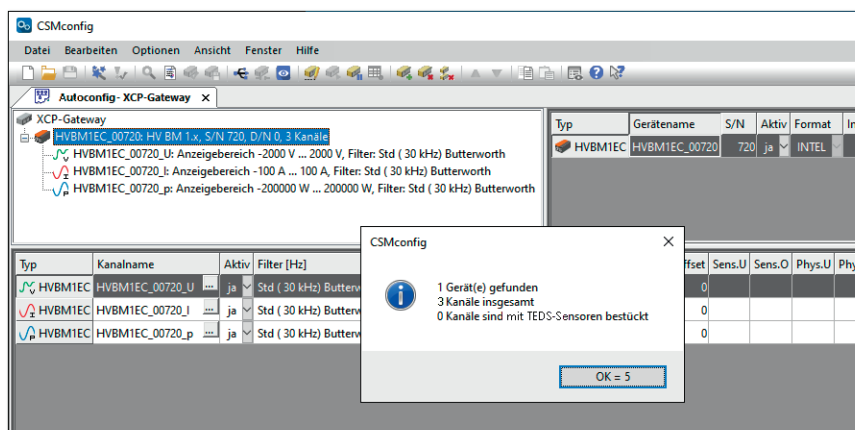 CSMconfig
Datei Bearbeiten Optionen Ansicht Fenster Hilfe
Autoconfig- XCP-Gateway
XCP-Gateway
HVBM1EC_00720: HV BM 1.x, S/N 720, D/N 0, 3 Kanäle
HVBM1EC_00720_U: Anzeigebereich -2000 V ... 2000 V, Filter: Std ( 30 kHz) Butterworth
HVBM1EC_00720_I: Anzeigebereich -100 A ... 100 A, Filter: Std ( 30 kHz) Butterworth
HVBM1EC_00720_p: Anzeigebereich -200000 W ... 200000 W, Filter: Std ( 30 kHz) Butterworth
Typ Gerätename S/N Aktiv Format
HVBM1EC HVBM1EC_00720 720 ja INTEL
CSMconfig
1 Gerät(e) gefunden
3 Kanäle insgesamt
0 Kanäle sind mit TEDS-Sensoren bestückt
OK = 5
Typ Kanalname Aktiv Filter [Hz] ffset Sens.U Sens.O Phys.U Phy
HVBM1EC HVBM1EC_00720_U ... ja Std ( 30 kHz) Butterw 0
HVBM1EC HVBM1EC_00720_I ... ja Std ( 30 kHz) Butterw 0
HVBM1EC HVBM1EC_00720_p ... ja Std ( 30 kHz) Butterw 0